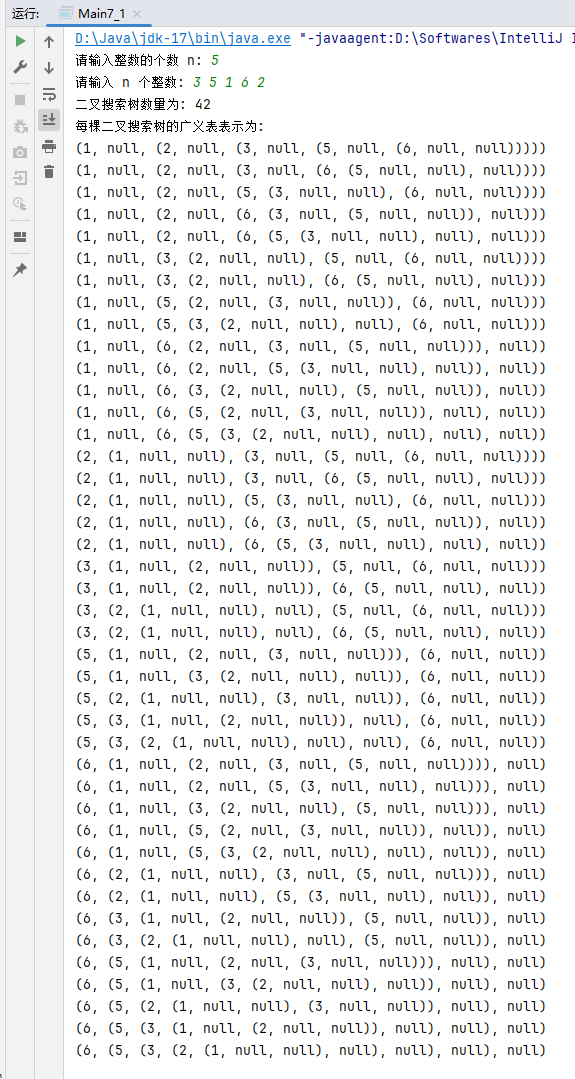 运行: Main7_1
D:\Java\jdk-17\bin\java.exe "-javaagent:D:\Softwares\IntelliJ I
请输入整数的个数 n: 5
请输入 n 个整数: 3 5 1 6 2
二叉搜索树数量为: 42
每棵二叉搜索树的广义表表示为:
(1, null, (2, null, (3, null, (5, null, (6, null, null)))))
(1, null, (2, null, (3, null, (6, (5, null, null), null))))
(1, null, (2, null, (5, (3, null, null), (6, null, null))))
(1, null, (2, null, (6, (3, null, (5, null, null)), null)))
(1, null, (2, null, (6, (5, (3, null, null), null), null)))
(1, null, (3, (2, null, null), (5, null, (6, null, null))))
(1, null, (3, (2, null, null), (6, (5, null, null), null)))
(1, null, (5, (2, null, (3, null, null)), (6, null, null)))
(1, null, (5, (3, (2, null, null), null), (6, null, null)))
(1, null, (6, (2, null, (3, null, (5, null, null))), null))
(1, null, (6, (2, null, (5, (3, null, null), null)), null))
(1, null, (6, (3, (2, null, null), (5, null, null)), null))
(1, null, (6, (5, (2, null, (3, null, null)), null), null))
(1, null, (6, (5, (3, (2, null, null), null), null), null))
(2, (1, null, null), (3, null, (5, null, (6, null, null))))
(2, (1, null, null), (3, null, (6, (5, null, null), null)))
(2, (1, null, null), (5, (3, null, null), (6, null, null)))
(2, (1, null, null), (6, (3, null, (5, null, null)), null))
(2, (1, null, null), (6, (5, (3, null, null), null), null))
(3, (1, null, (2, null, null)), (5, null, (6, null, null)))
(3, (1, null, (2, null, null)), (6, (5, null, null), null))
(3, (2, (1, null, null), null), (5, null, (6, null, null)))
(3, (2, (1, null, null), null), (6, (5, null, null), null))
(5, (1, null, (2, null, (3, null, null))), (6, null, null))
(5, (1, null, (3, (2, null, null), null)), (6, null, null))
(5, (2, (1, null, null), (3, null, null)), (6, null, null))
(5, (3, (1, null, (2, null, null)), null), (6, null, null))
(5, (3, (2, (1, null, null), null), null), (6, null, null))
(6, (1, null, (2, null, (3, null, (5, null, null)))), null)
(6, (1, null, (2, null, (5, (3, null, null), null))), null)
(6, (1, null, (3, (2, null, null), (5, null, null))), null)
(6, (1, null, (5, (2, null, (3, null, null)), null)), null)
(6, (1, null, (5, (3, (2, null, null), null), null)), null)
(6, (2, (1, null, null), (3, null, (5, null, null))), null)
(6, (2, (1, null, null), (5, (3, null, null), null)), null)
(6, (3, (1, null, (2, null, null)), (5, null, null)), null)
(6, (3, (2, (1, null, null), null), (5, null, null)), null)
(6, (5, (1, null, (2, null, (3, null, null))), null), null)
(6, (5, (1, null, (3, (2, null, null), null)), null), null)
(6, (5, (2, (1, null, null), (3, null, null)), null), null)
(6, (5, (3, (1, null, (2, null, null)), null), null), null)
(6, (5, (3, (2, (1, null, null), null), null), null), null)